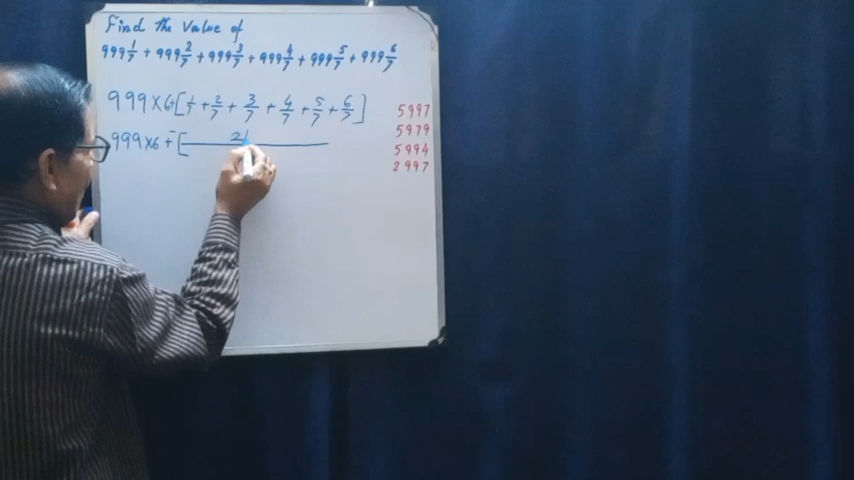 Find the Value of
999 1/7 + 999 2/7 + 999 3/7 + 999 4/7 + 999 5/7 + 999 6/7
999×6+[1/7 + 2/7 + 3/7 + 4/7 + 5/7 + 6/7]
999×6 + [21
5997
5979
5994
2997